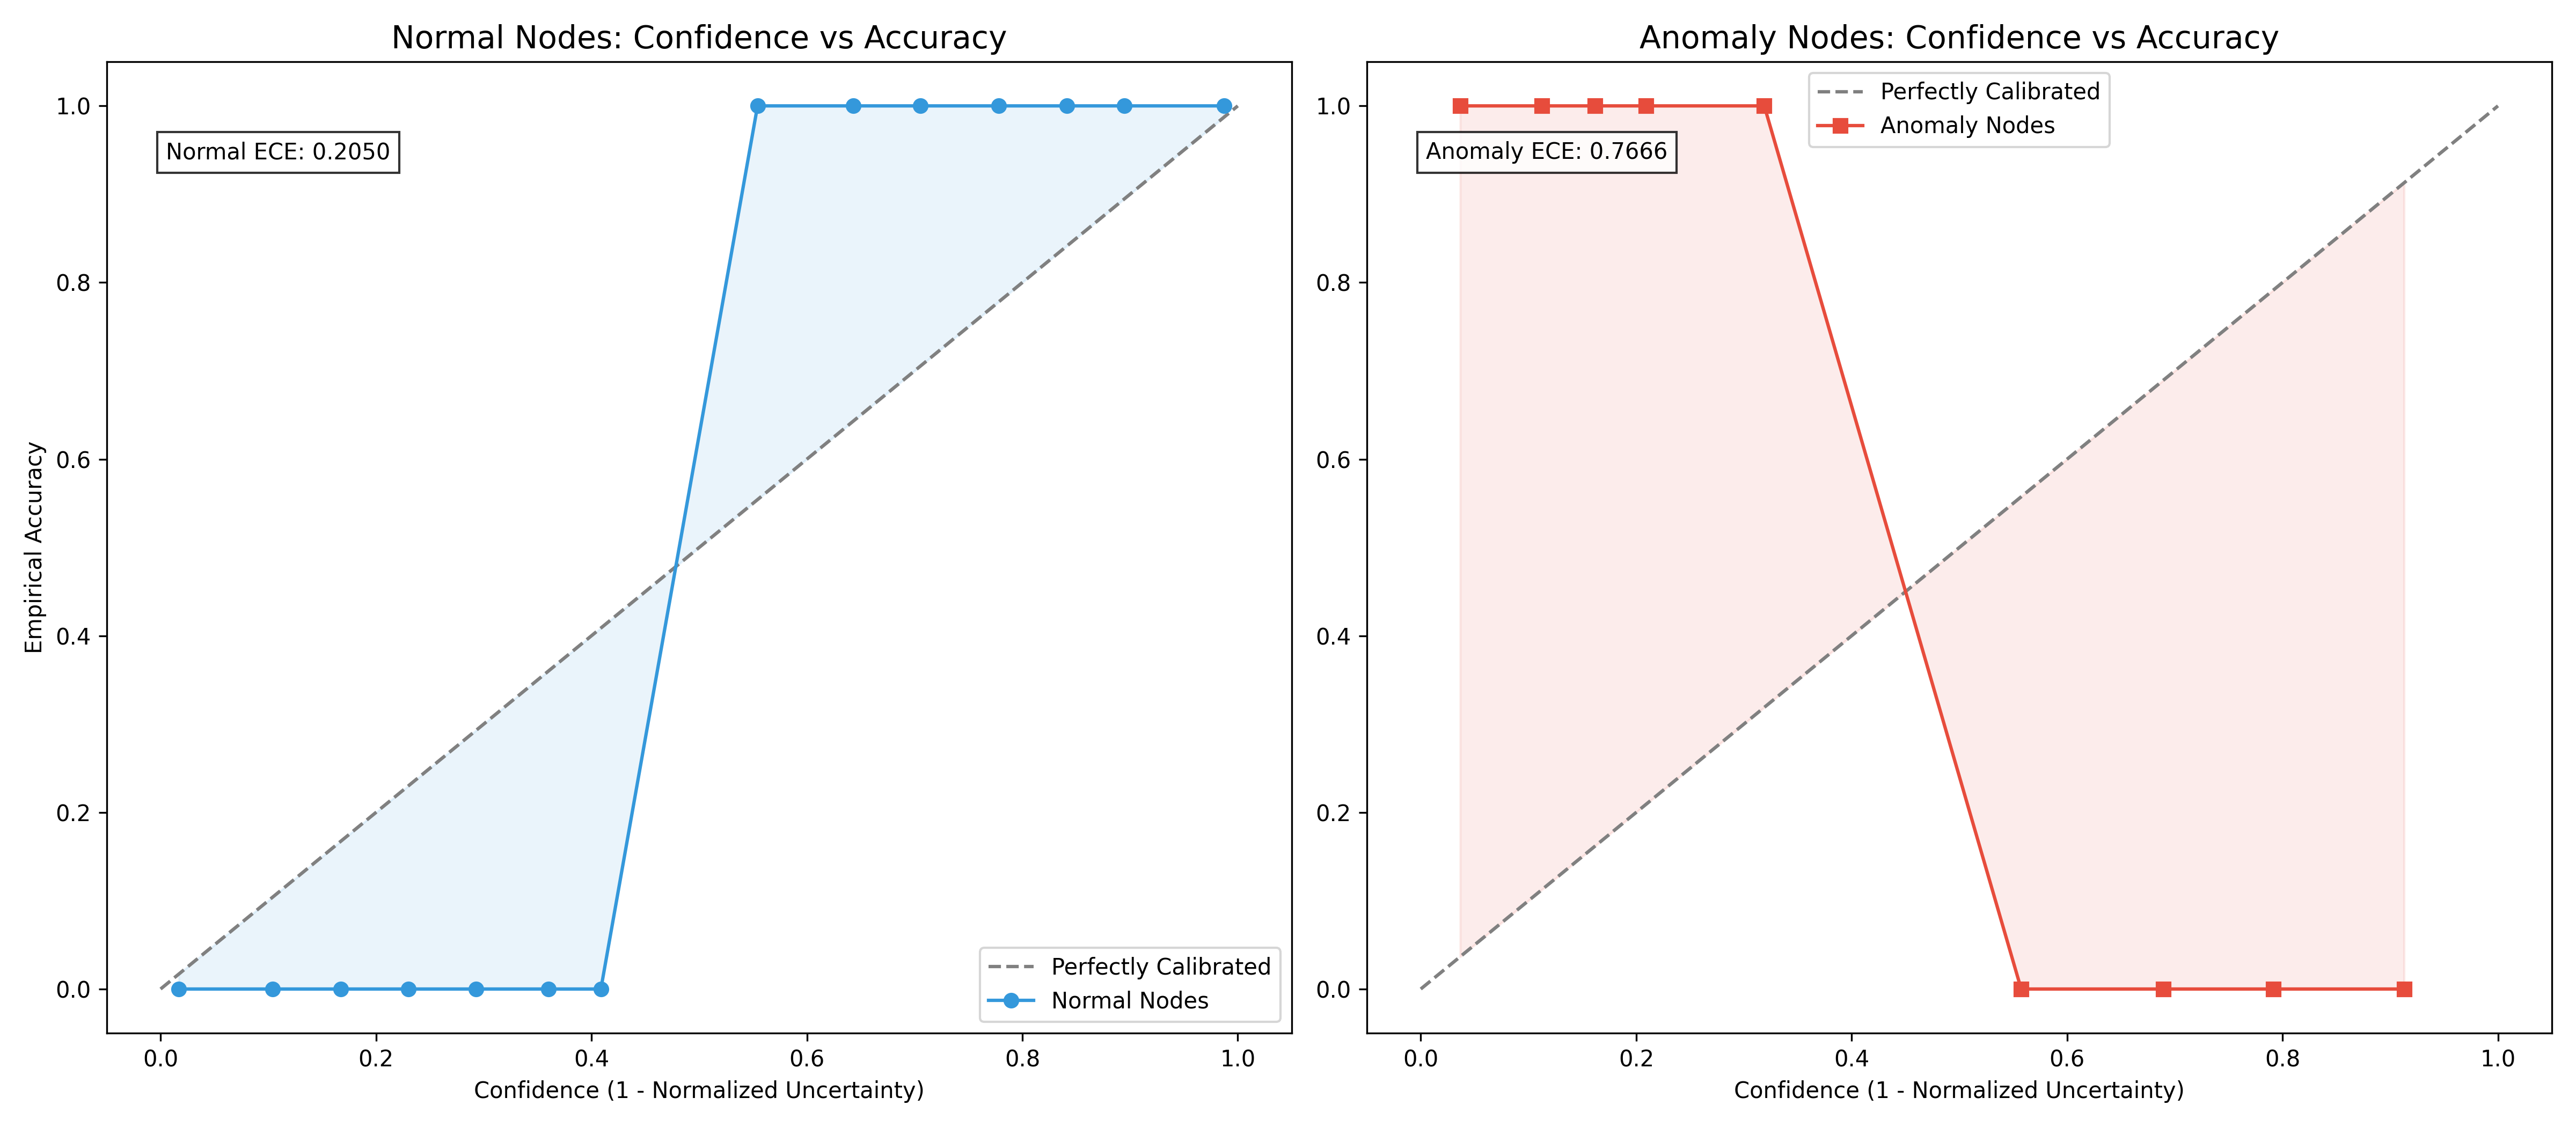 Normal Nodes: Confidence vs Accuracy
Normal ECE: 0.2050
Empirical Accuracy
1.0
0.8
0.6
0.4
0.2
0.0
0.0 0.2 0.4 0.6 0.8 1.0
Confidence (1 - Normalized Uncertainty)
Perfectly Calibrated
Normal Nodes
Anomaly Nodes: Confidence vs Accuracy
Perfectly Calibrated
Anomaly Nodes
Anomaly ECE: 0.7666
1.0
0.8
0.6
0.4
0.2
0.0
0.0 0.2 0.4 0.6 0.8 1.0
Confidence (1 - Normalized Uncertainty)